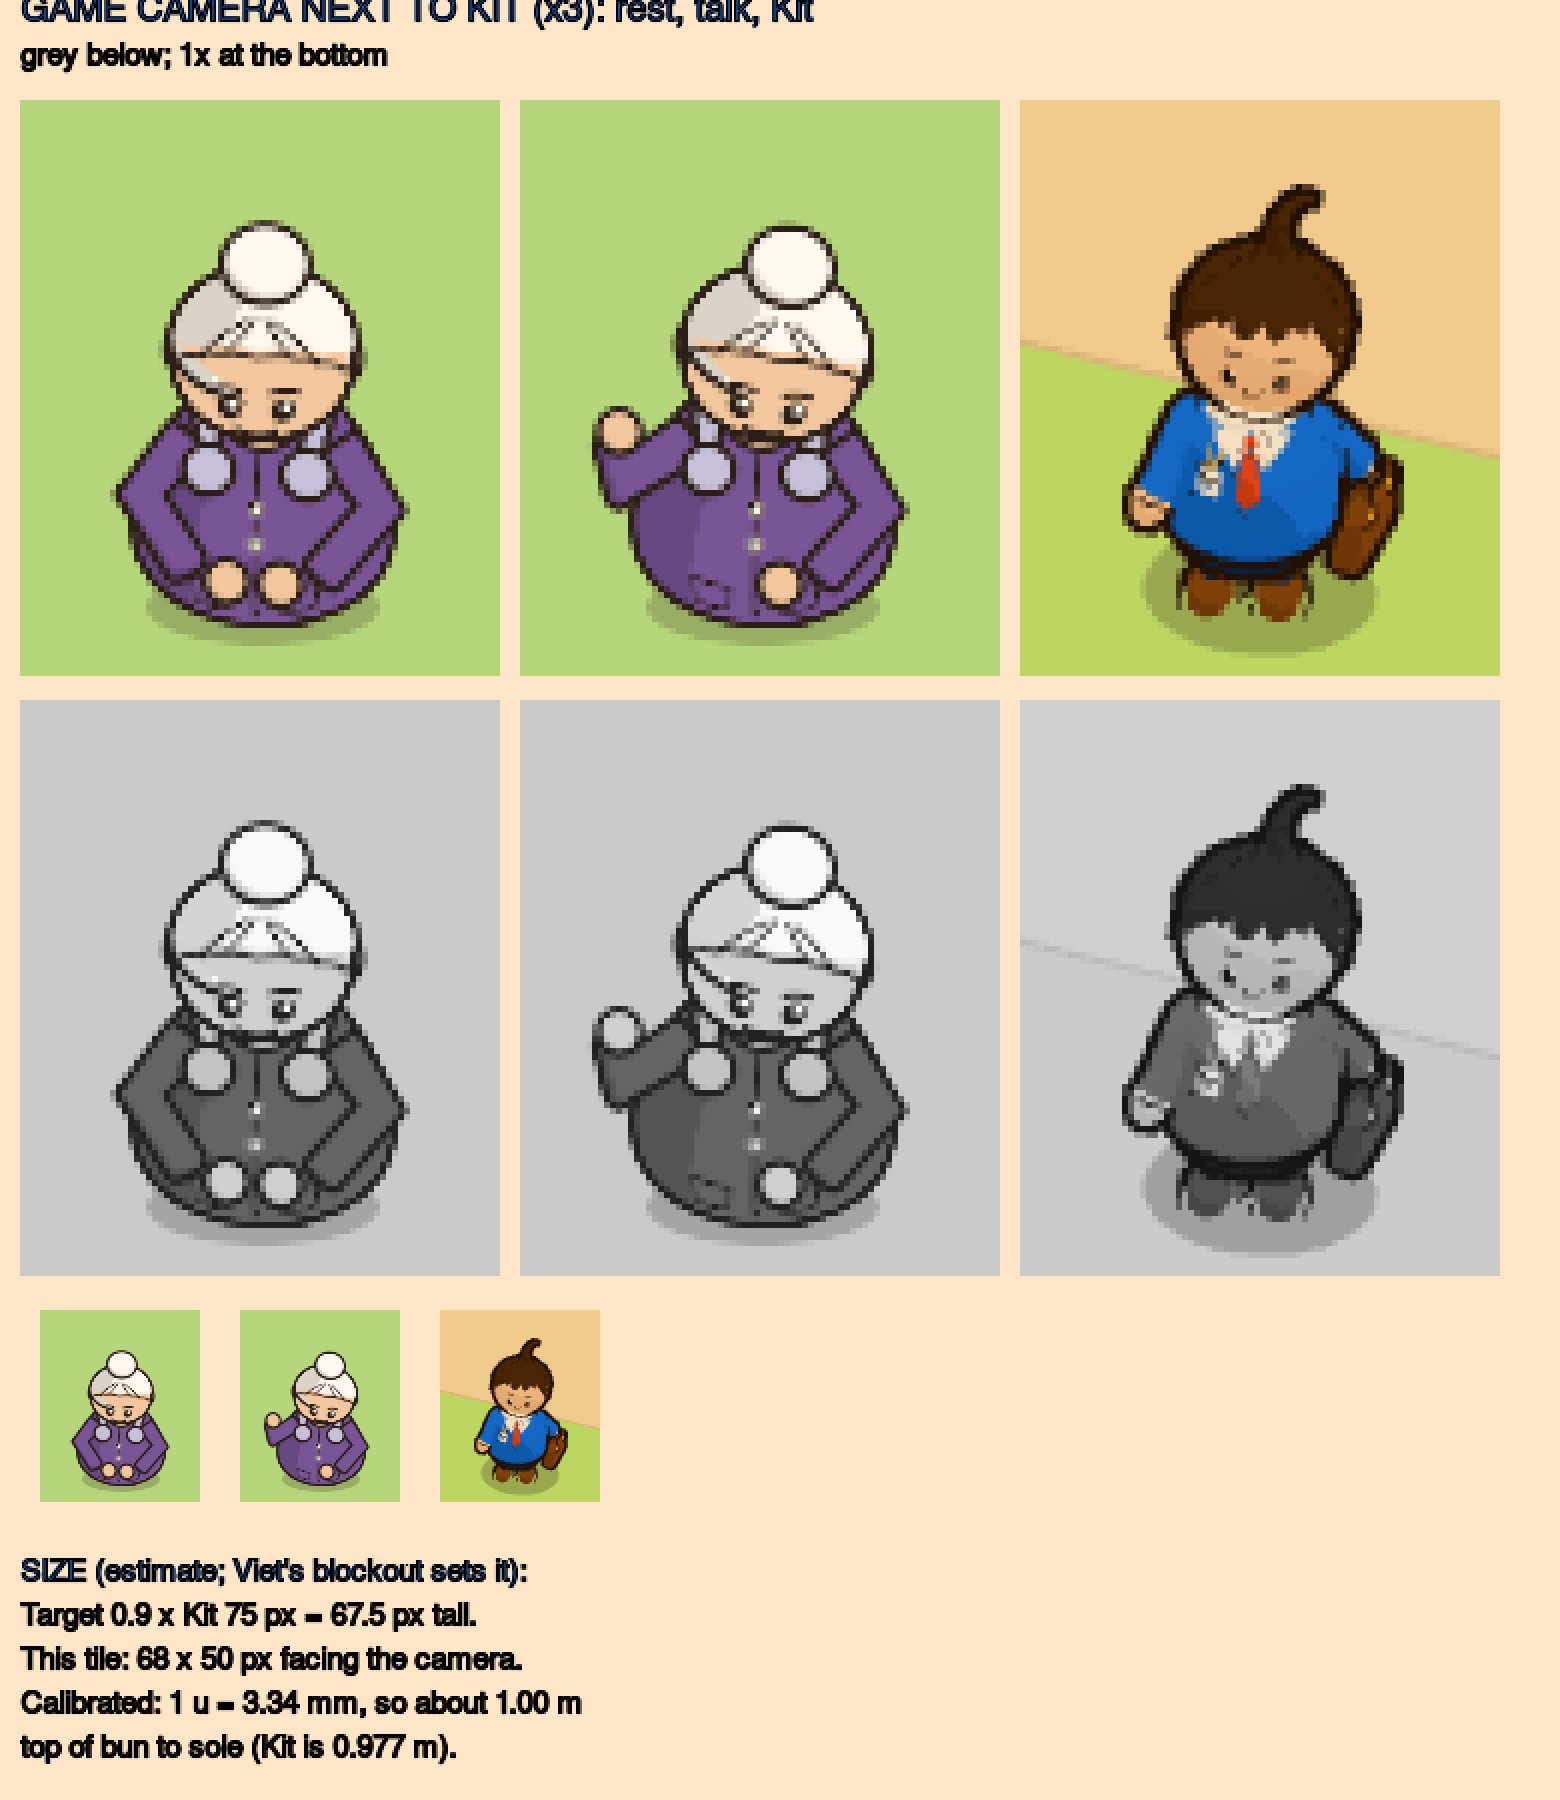 GAME CAMERA NEXT TO KIT (x3): rest, talk, Kit
grey below; 1x at the bottom
SIZE (estimate; Viet's blockout sets it):
Target 0.9 x Kit 75 px = 67.5 px tall.
This tile: 68 x 50 px facing the camera.
Calibrated: 1 u = 3.34 mm, so about 1.00 m
top of bun to sole (Kit is 0.977 m).